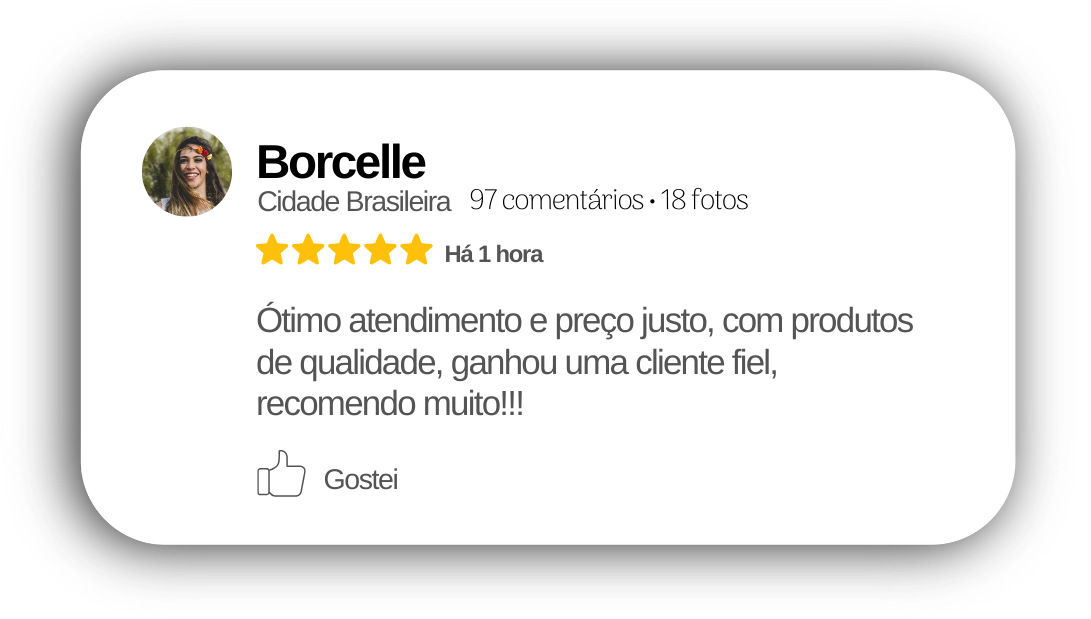 Borcelle
Cidade Brasileira 97 comentários • 18 fotos
Há 1 hora
Ótimo atendimento e preço justo, com produtos
de qualidade, ganhou uma cliente fiel,
recomendo muito!!!
Gostei